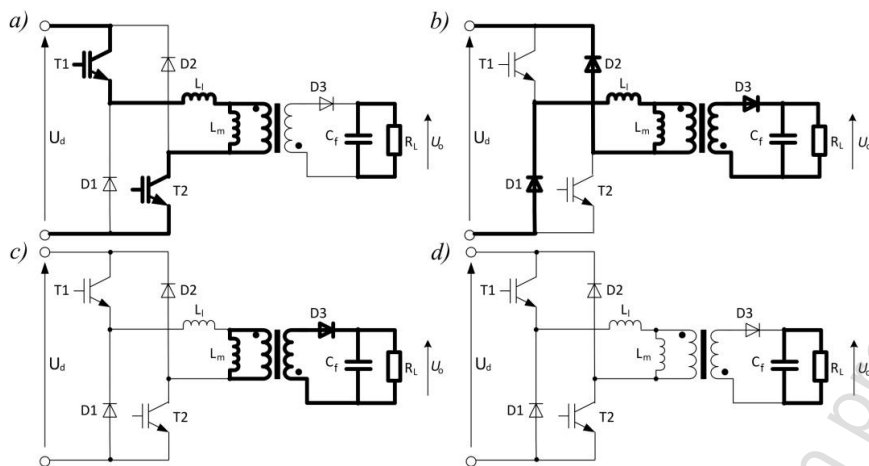 a)
T1
D2
L_l
D3
U_d
L_m
C_f
R_L
U_o
D1
T2
b)
T1
D2
L_l
D3
U_d
L_m
C_f
R_L
U_o
D1
T2
c)
T1
D2
L_l
D3
U_d
L_m
C_f
R_L
U_o
D1
T2
d)
T1
D2
L_l
D3
U_d
L_m
C_f
R_L
D1
T2